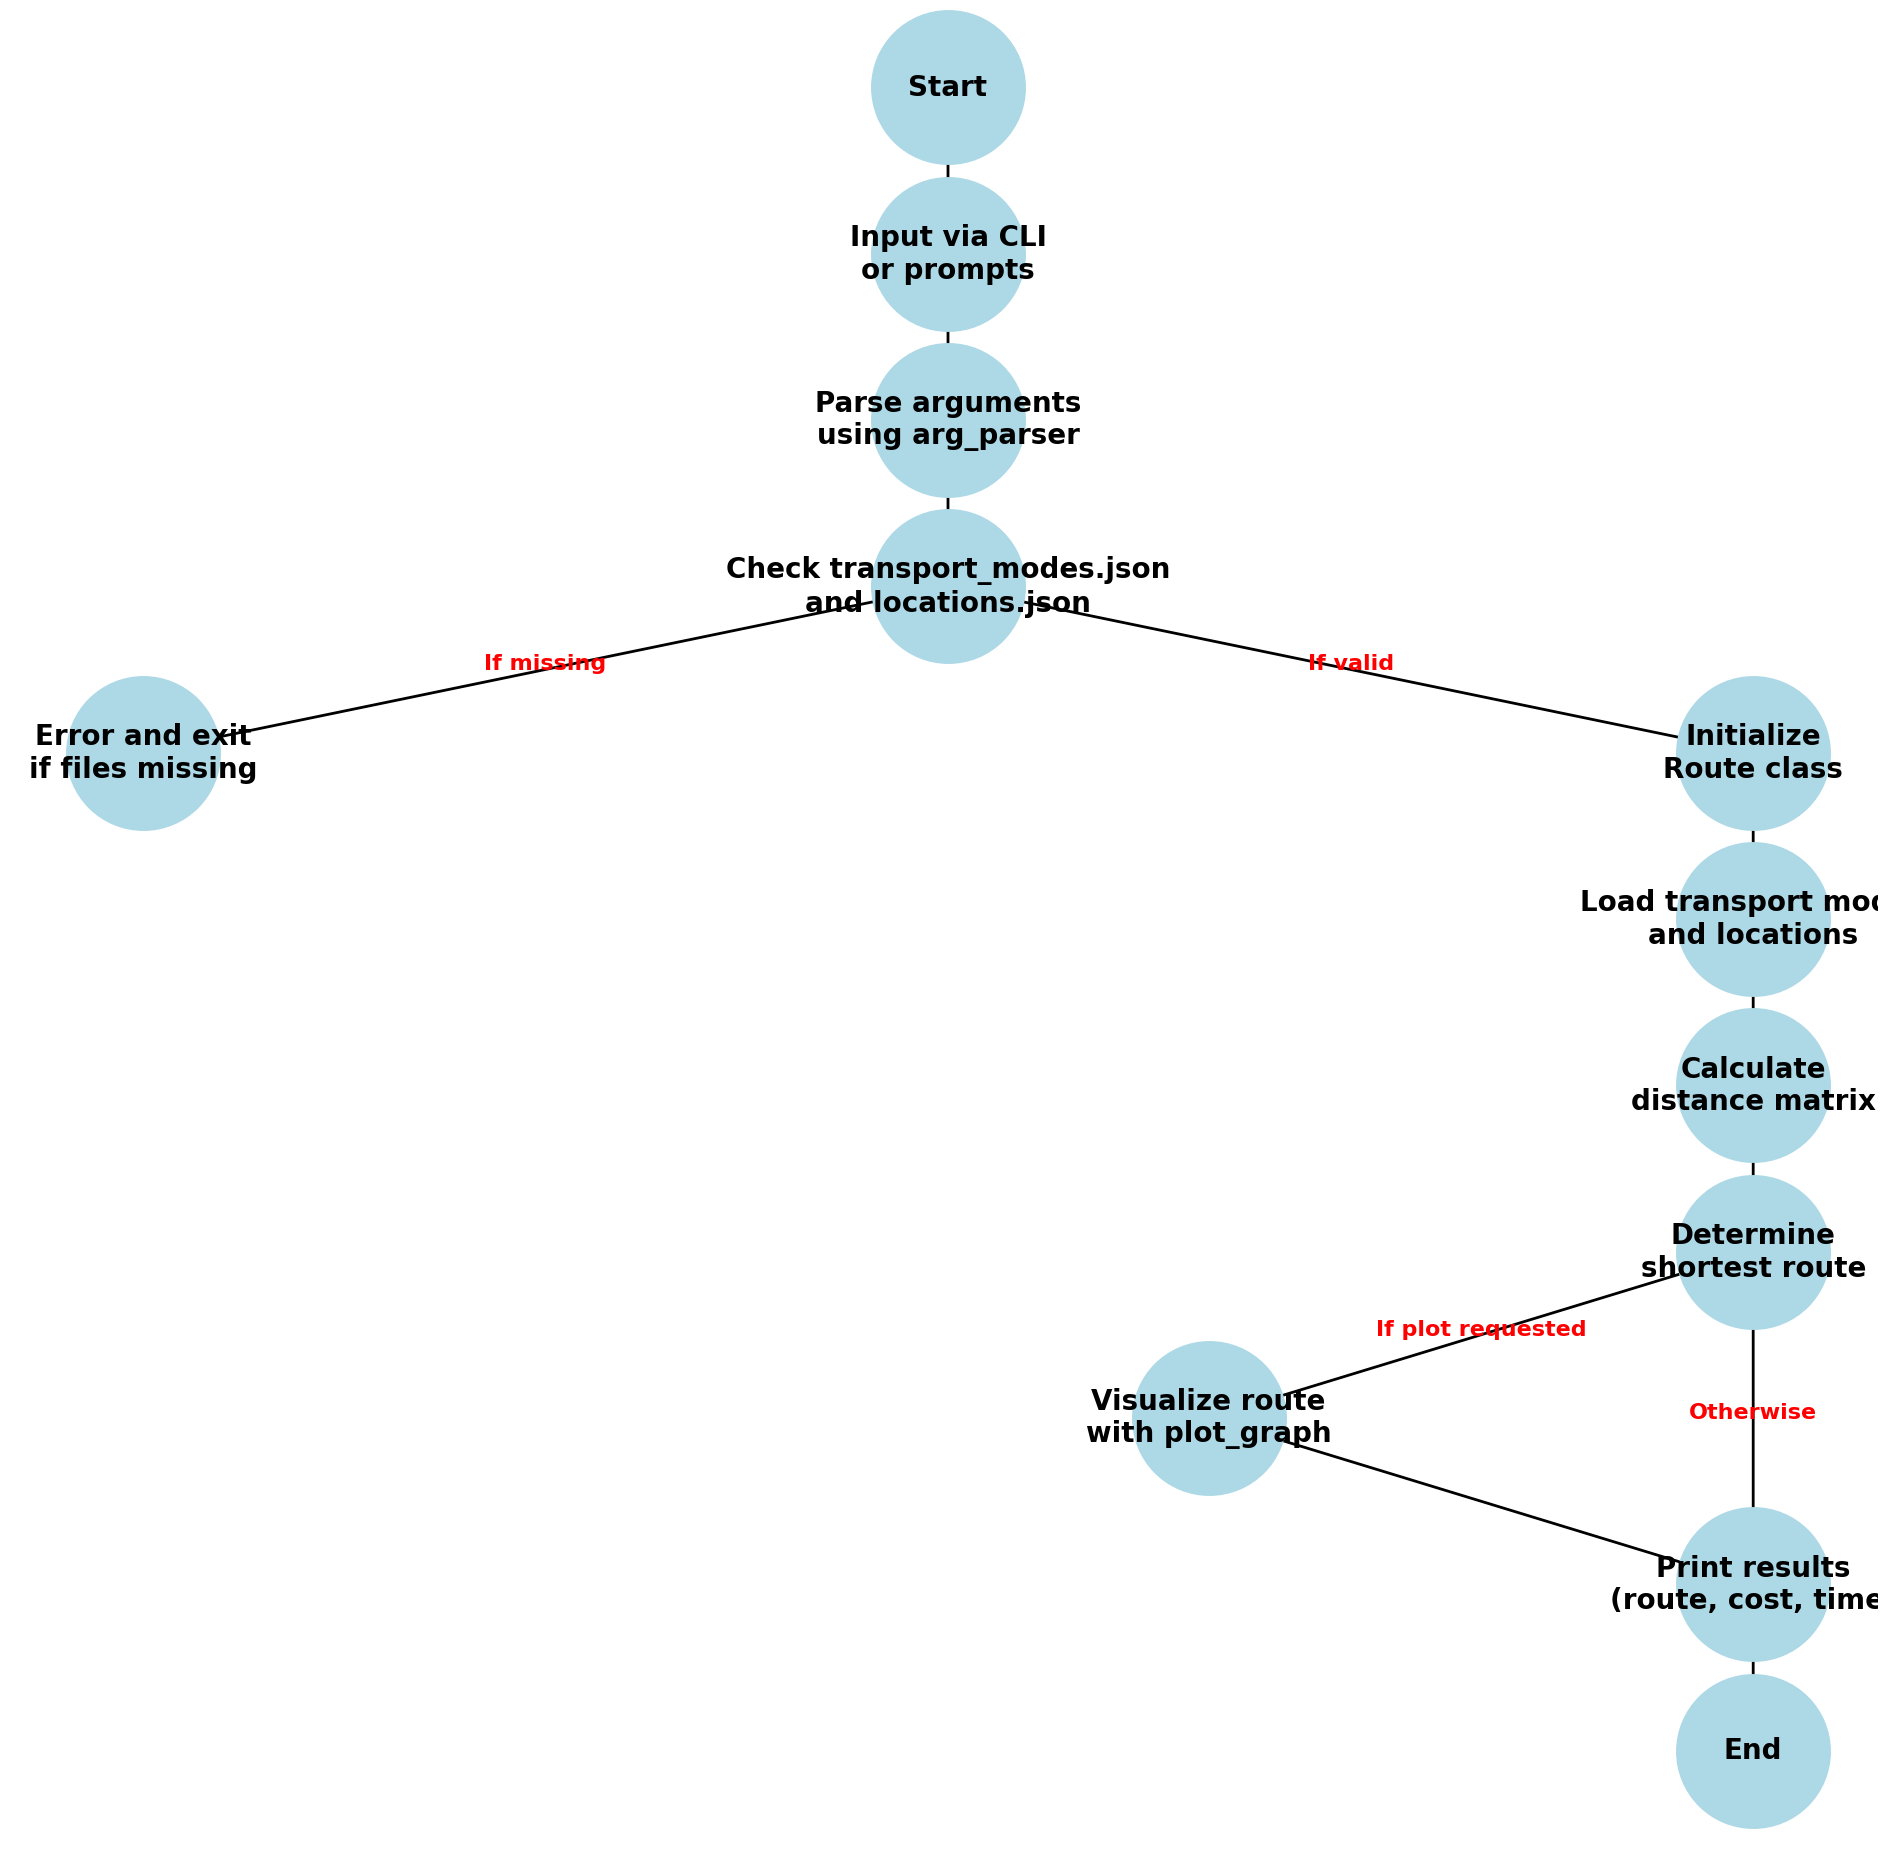 Start
Input via CLI
or prompts
Parse arguments
using arg_parser
Check transport_modes.json
and locations.json
If missing
If valid
Error and exit
if files missing
Initialize
Route class
Load transport
and locations
Calculate
distance matrix
Determine
shortest route
If plot requested
Visualize route
with plot_graph
Otherwise
Print results
(route, cost, time
End